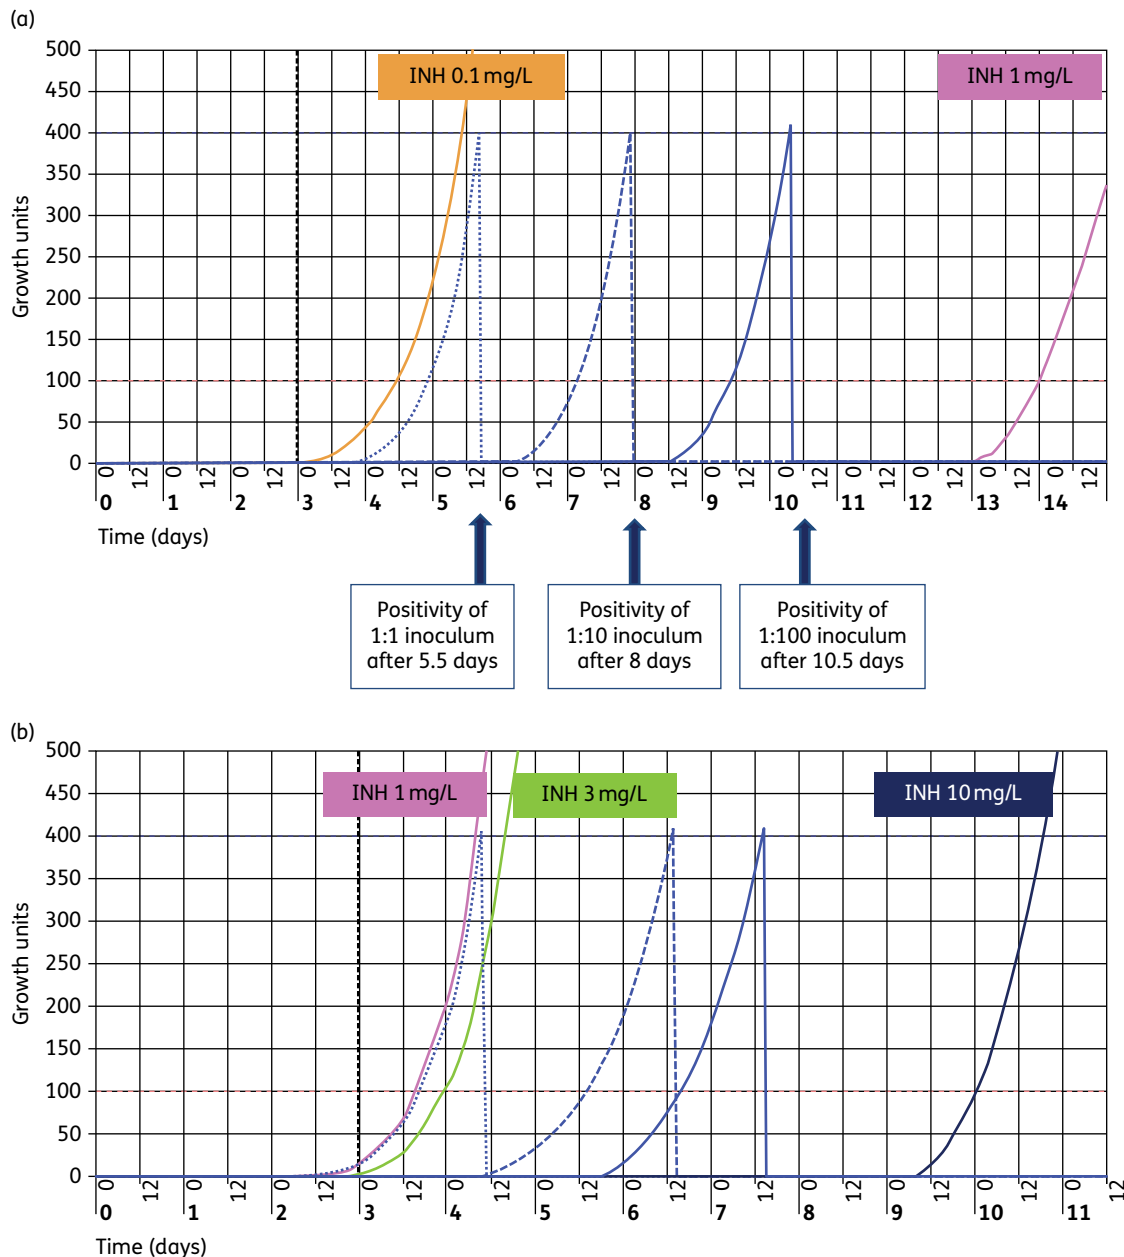 (a)
500
INH 0.1 mg/L
INH 1 mg/L
450
400
350
300
250
200
150
100
50
0
Growth units
0 12 0 12 0 12 0 12 0 12 0 12 0 12 0 12 0 12 0 12 0 12 0 12 0 12 0 12 0 12
0 1 2 3 4 5 6 7 8 9 10 11 12 13 14
Time (days)
Positivity of
1:1 inoculum
after 5.5 days
Positivity of
1:10 inoculum
after 8 days
Positivity of
1:100 inoculum
after 10.5 days
(b)
500
INH 1 mg/L
INH 3 mg/L
INH 10 mg/L
450
400
350
300
250
200
150
100
50
0
Growth units
0 12 0 12 0 12 0 12 0 12 0 12 0 12 0 12 0 12 0 12 0 12 0 12
0 1 2 3 4 5 6 7 8 9 10 11
Time (days)